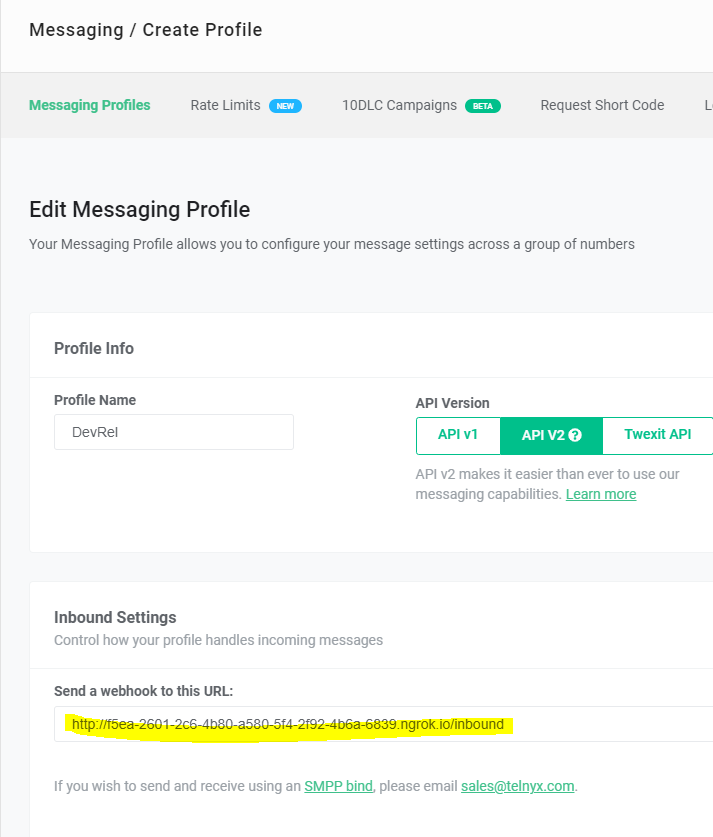 Messaging / Create Profile
Messaging Profiles Rate Limits NEW 10DLC Campaigns BETA Request Short Code
Edit Messaging Profile
Your Messaging Profile allows you to configure your message settings across a group of numbers
Profile Info
Profile Name
DevRel
API Version
API v1 API V2 ? Twexit API
API v2 makes it easier than ever to use our
messaging capabilities. Learn more
Inbound Settings
Control how your profile handles incoming messages
Send a webhook to this URL:
http://f5ea-2601-2c6-4b80-a580-5f4-2f92-4b6a-6839.ngrok.io/inbound
If you wish to send and receive using an SMPP bind, please email sales@telnyx.com.